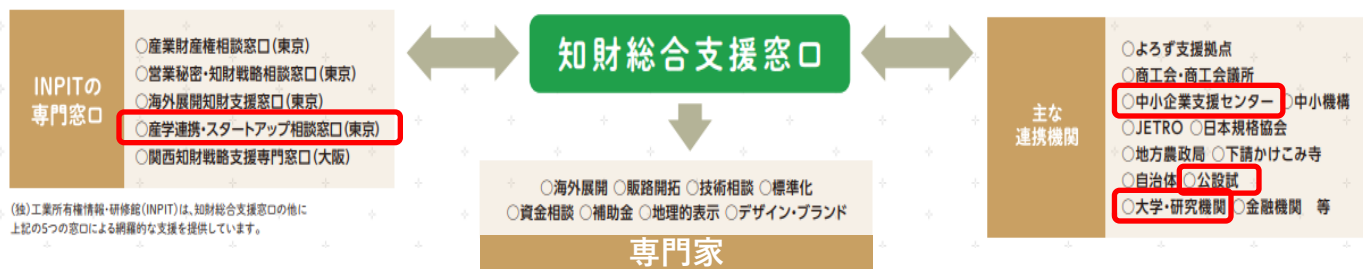 INPITの
専門窓口
○産業財産権相談窓口(東京)
○営業秘密・知財戦略相談窓口(東京)
○海外展開知財支援窓口(東京)
○産学連携・スタートアップ相談窓口(東京)
○関西知財戦略支援専門窓口(大阪)
(独)工業所有権情報・研修館(INPIT)は、知財総合支援窓口の他に
上記の5つの窓口による網羅的な支援を提供しています。
知財総合支援窓口
○海外展開 ○販路開拓 ○技術相談 ○標準化
○資金相談 ○補助金 ○地理的表示 ○デザイン・ブランド
専門家
主な
連携機関
○よろず支援拠点
○商工会・商工会議所
○中小企業支援センター ○中小機構
○JETRO ○日本規格協会
○地方農政局 ○下請かけこみ寺
○自治体 ○公設試
○大学・研究機関 ○金融機関 等